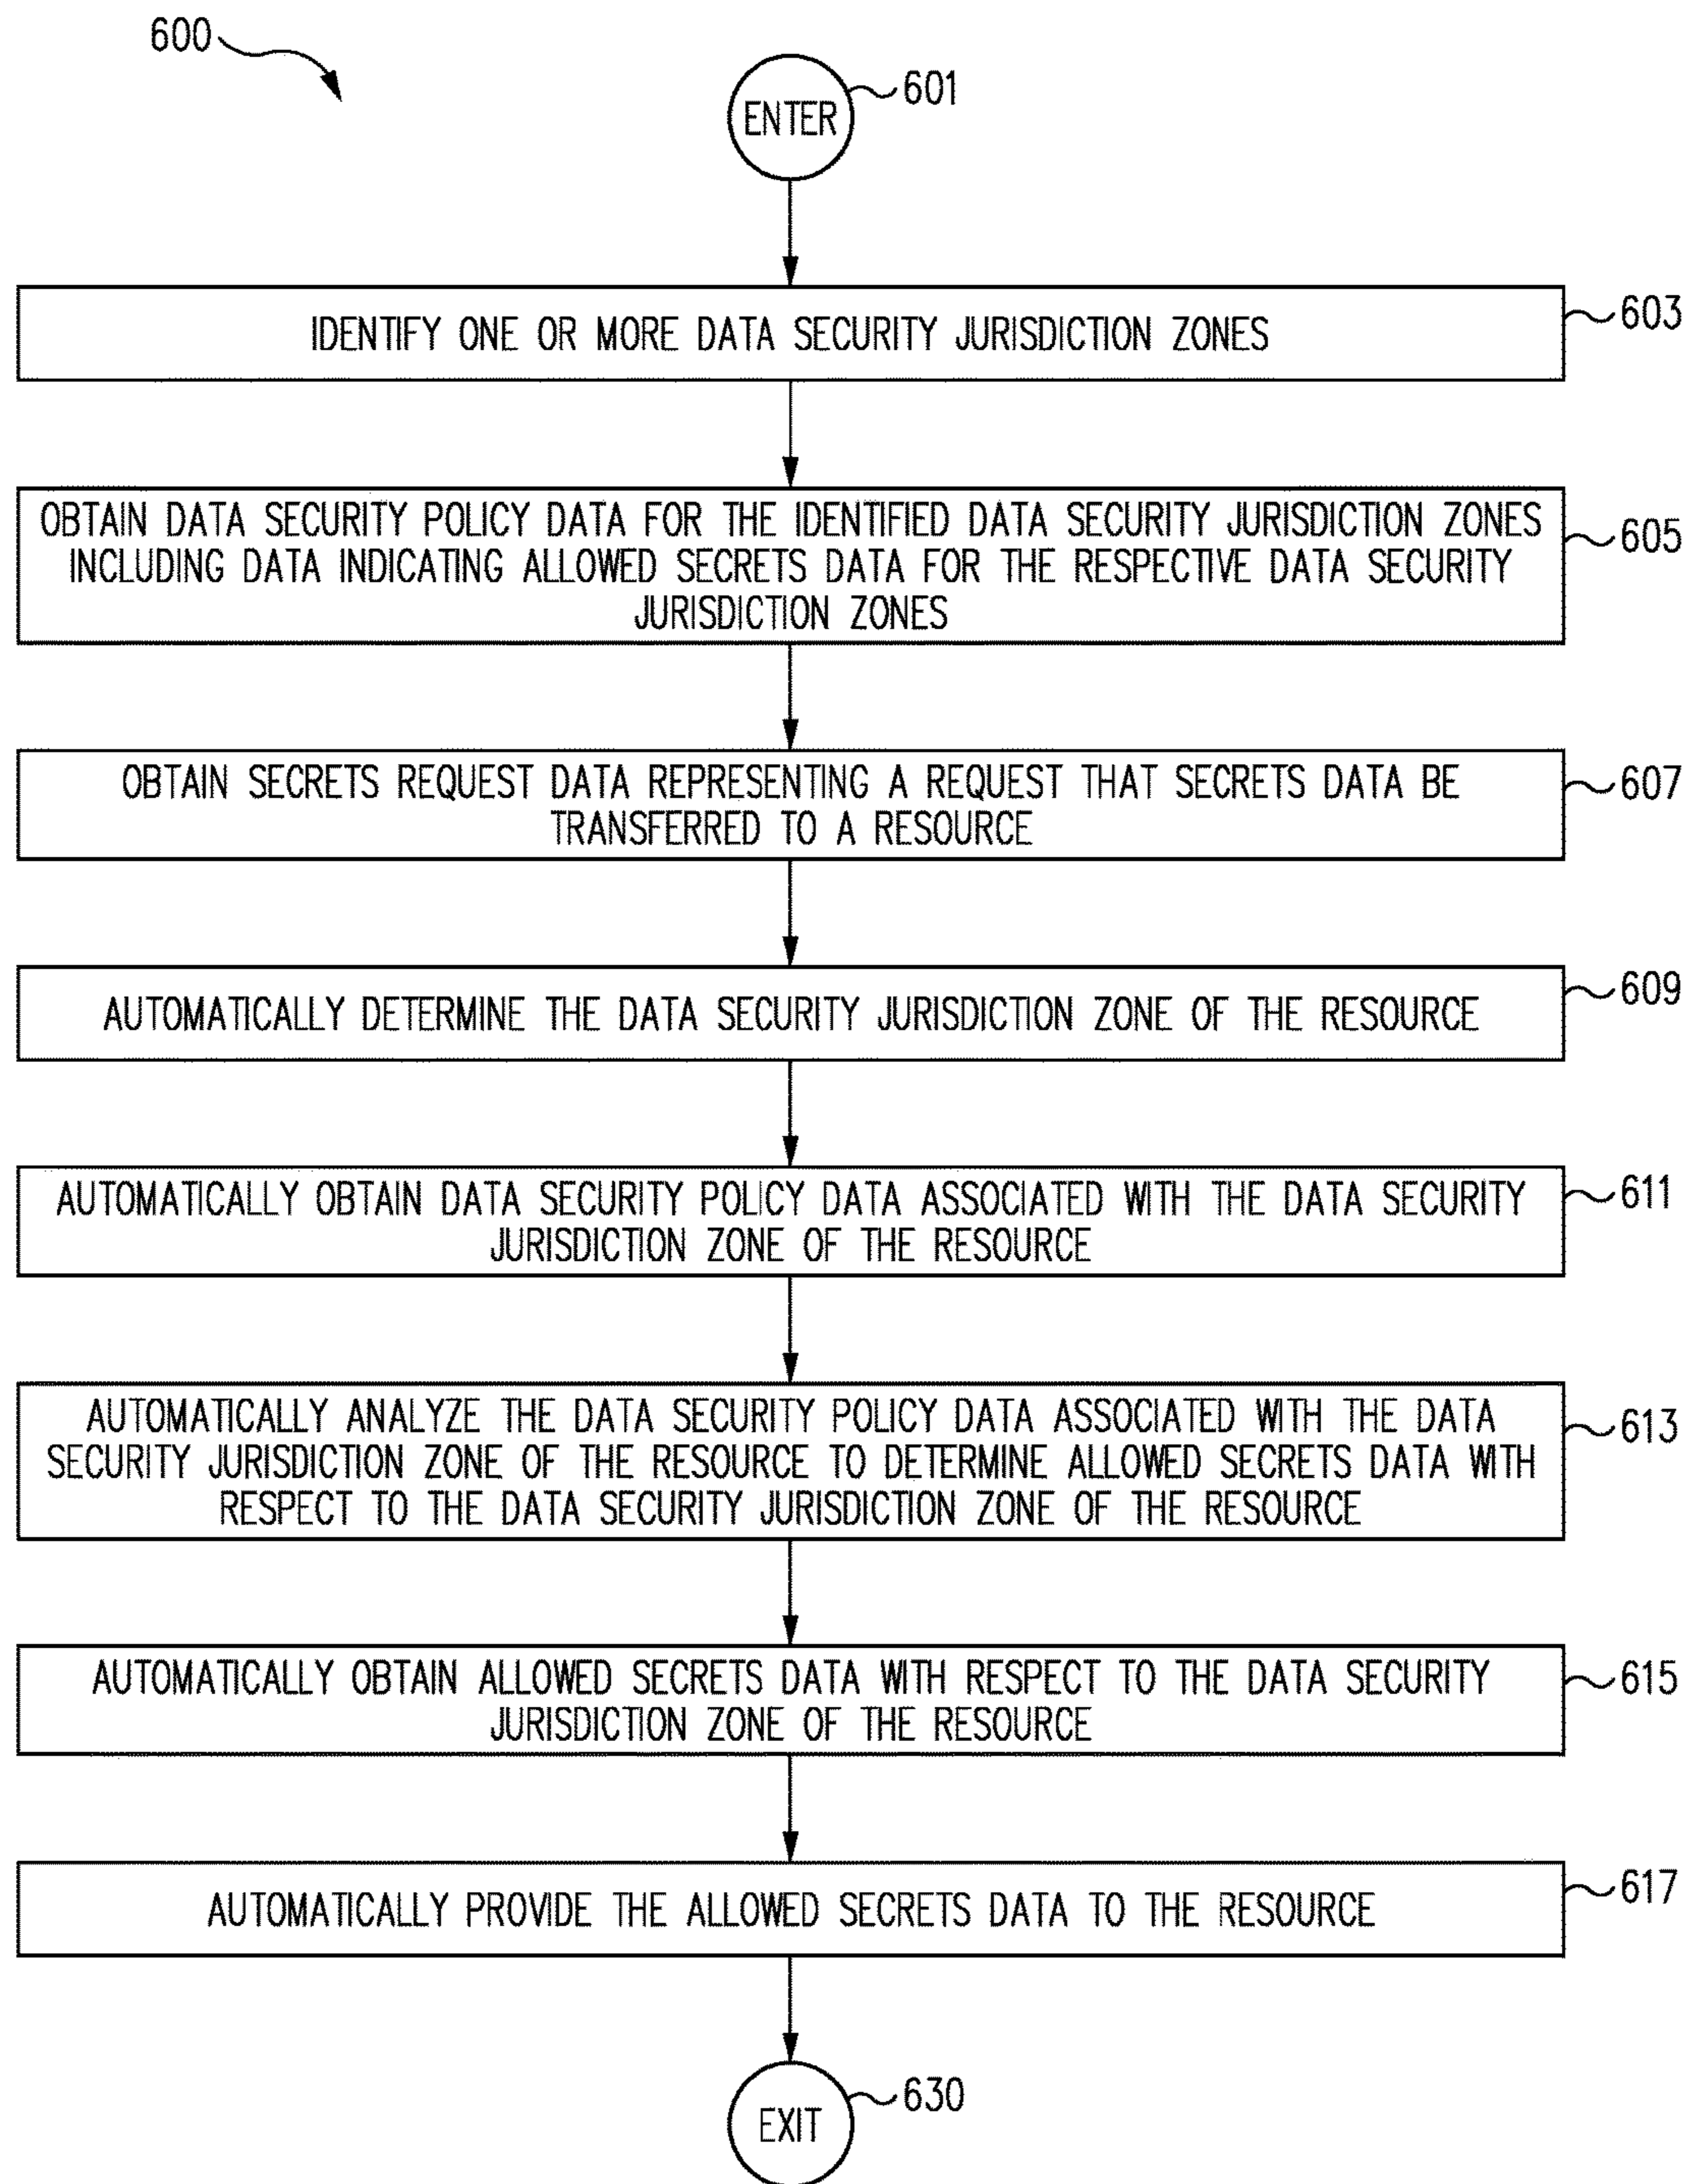 600
ENTER
601
IDENTIFY ONE OR MORE DATA SECURITY JURISDICTION ZONES
603
OBTAIN DATA SECURITY POLICY DATA FOR THE IDENTIFIED DATA SECURITY JURISDICTION ZONES
INCLUDING DATA INDICATING ALLOWED SECRETS DATA FOR THE RESPECTIVE DATA SECURITY
JURISDICTION ZONES
605
OBTAIN SECRETS REQUEST DATA REPRESENTING A REQUEST THAT SECRETS DATA BE
TRANSFERRED TO A RESOURCE
607
AUTOMATICALLY DETERMINE THE DATA SECURITY JURISDICTION ZONE OF THE RESOURCE
609
AUTOMATICALLY OBTAIN DATA SECURITY POLICY DATA ASSOCIATED WITH THE DATA SECURITY
JURISDICTION ZONE OF THE RESOURCE
611
AUTOMATICALLY ANALYZE THE DATA SECURITY POLICY DATA ASSOCIATED WITH THE DATA
SECURITY JURISDICTION ZONE OF THE RESOURCE TO DETERMINE ALLOWED SECRETS DATA WITH
RESPECT TO THE DATA SECURITY JURISDICTION ZONE OF THE RESOURCE
613
AUTOMATICALLY OBTAIN ALLOWED SECRETS DATA WITH RESPECT TO THE DATA SECURITY
JURISDICTION ZONE OF THE RESOURCE
615
AUTOMATICALLY PROVIDE THE ALLOWED SECRETS DATA TO THE RESOURCE
617
EXIT
630